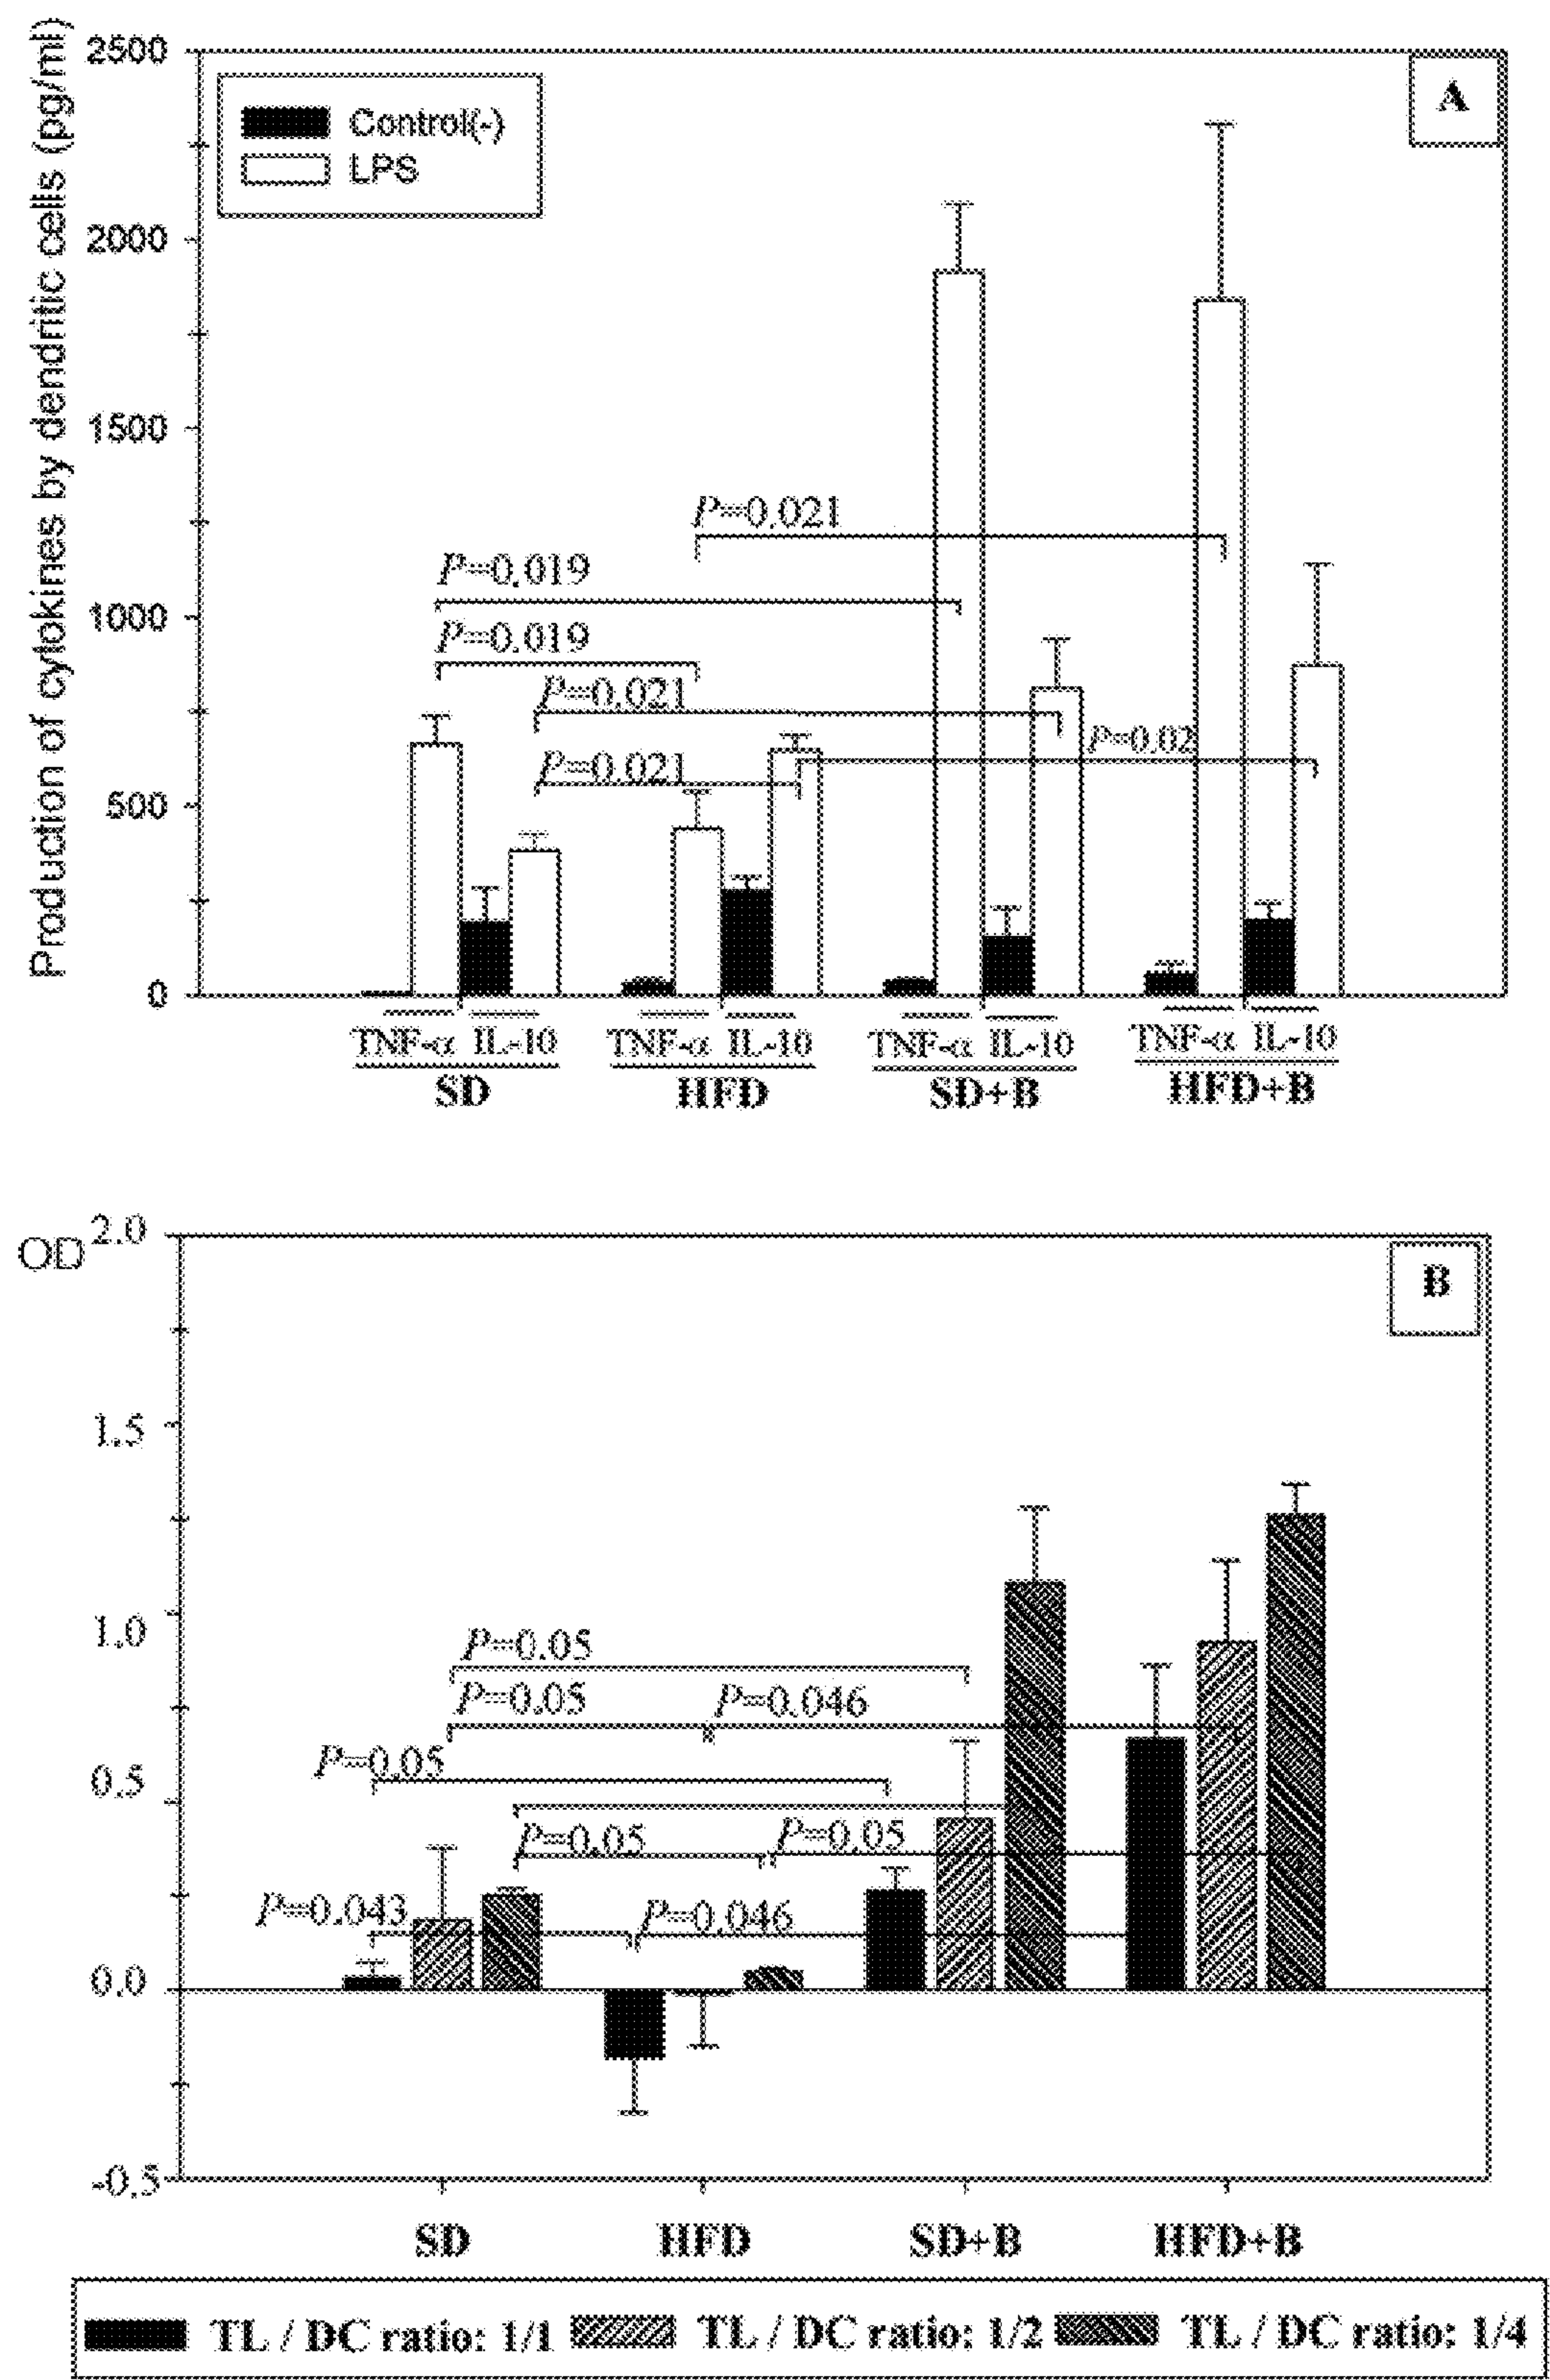 Production of cytokines by dendritic cells (pg/ml)
2500
2000
1500
1000
500
0
Control(-)
LPS
A
P=0.021
P=0.019
P=0.019
P=0.021
P=0.02
P=0.021
TNF-α IL-10 TNF-α IL-10 TNF-α IL-10 TNF-α IL-10
SD HFD SD+B HFD+B
OD
2.0
1.5
1.0
0.5
0.0
-0.5
B
P=0.05
P=0.05 P=0.046
P=0.05
P=0.05 P=0.05
P=0.043 P=0.046
SD HFD SD+B HFD+B
TL / DC ratio: 1/1 TL / DC ratio: 1/2 TL / DC ratio: 1/4